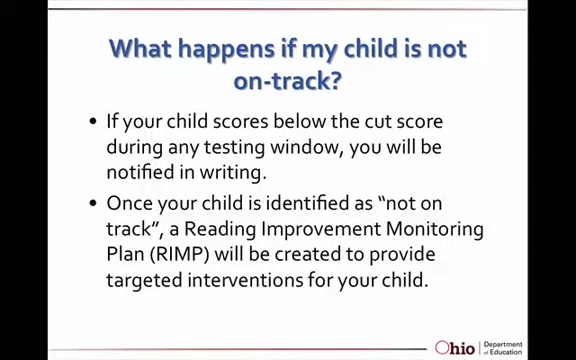 What happens if my child is not
on-track?
• If your child scores below the cut score
during any testing window, you will be
notified in writing.
• Once your child is identified as “not on
track”, a Reading Improvement Monitoring
Plan (RIMP) will be created to provide
targeted interventions for your child.
Ohio | Department
of Education